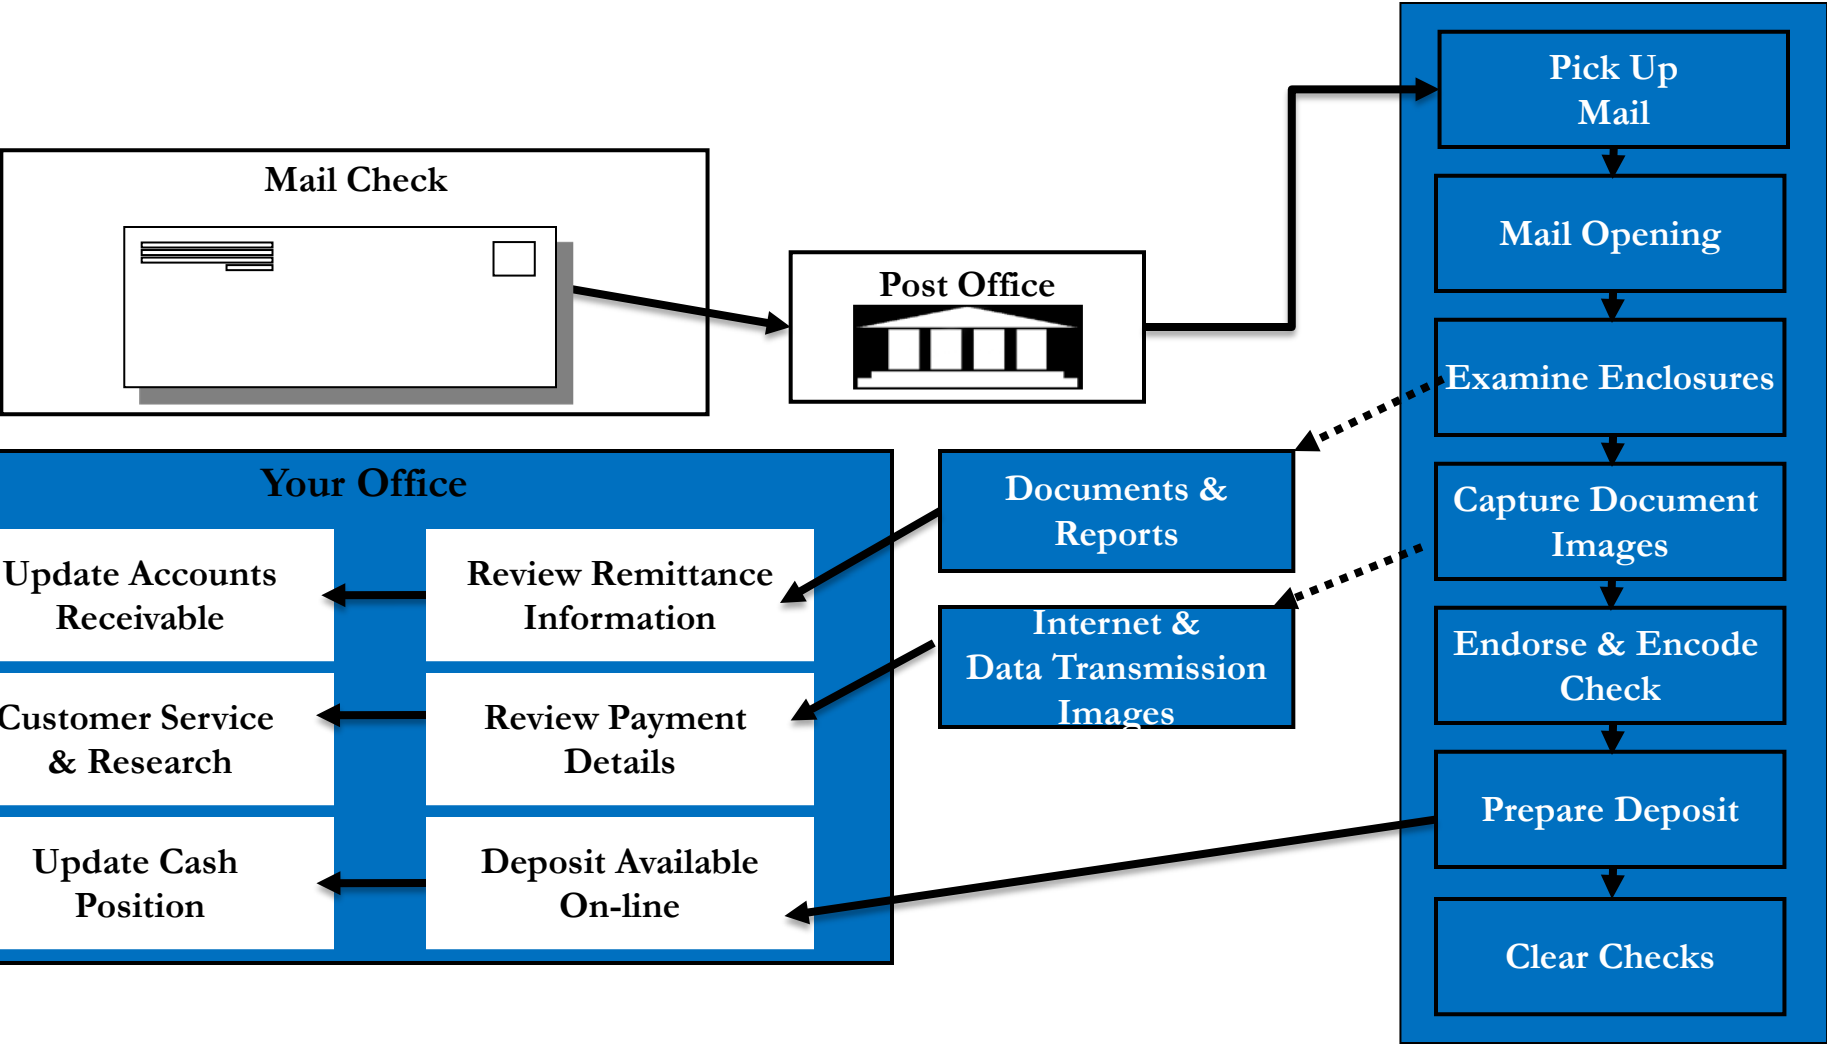 Pick Up
Mail
Mail Check
Mail Opening
Post Office
Examine Enclosures
Your Office
Documents &
Reports
Capture Document
Images
Update Accounts
Receivable
Review Remittance
Information
Internet &
Data Transmission
Images
Endorse & Encode
Check
Customer Service
& Research
Review Payment
Details
Prepare Deposit
Update Cash
Position
Deposit Available
On-line
Clear Checks